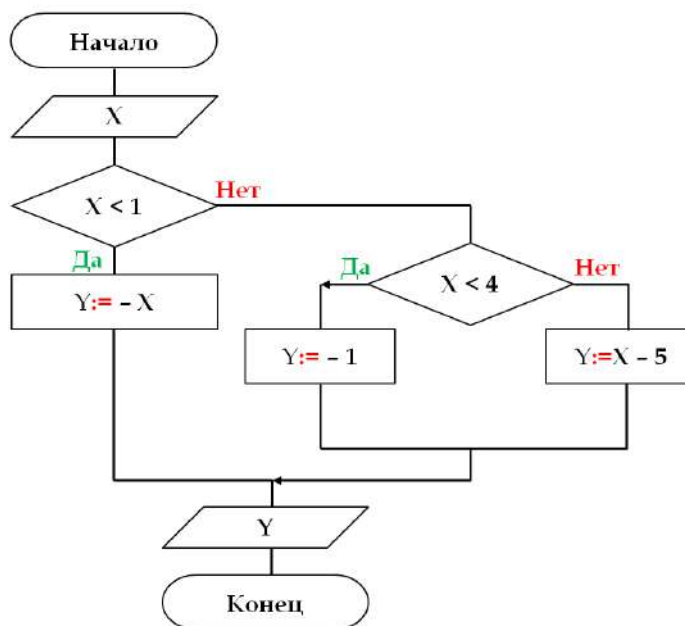 Начало
X
X < 1
Нет
Да
Y:= – X
X < 4
Да
Нет
Y:= – 1
Y:=X – 5
Y
Конец